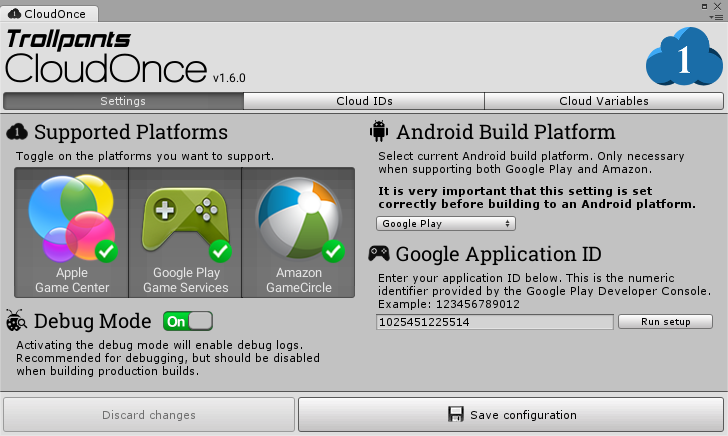 CloudOnce
Trollpants
CloudOnce v1.6.0
1
Settings
Cloud IDs
Cloud Variables
1 Supported Platforms
Toggle on the platforms you want to support.
Apple
Game Center
Google Play
Game Services
Amazon
GameCircle
Debug Mode On
Activating the debug mode will enable debug logs.
Recommended for debugging, but should be disabled
when building production builds.
Android Build Platform
Select current Android build platform. Only necessary
when supporting both Google Play and Amazon.
It is very important that this setting is set
correctly before building to an Android platform.
Google Play
Google Application ID
Enter your application ID below. This is the numeric
identifier provided by the Google Play Developer Console.
Example: 123456789012
1025451225514
Run setup
Discard changes
Save configuration